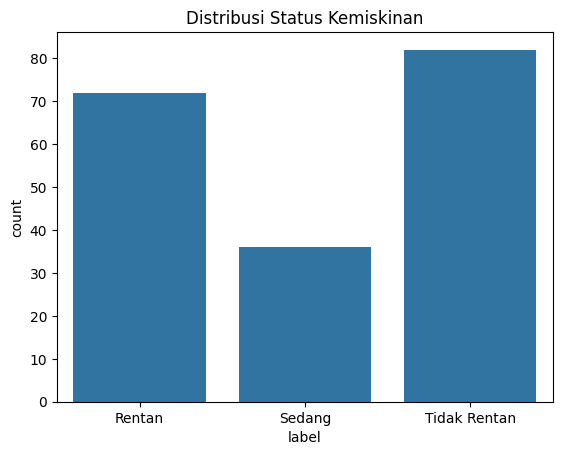 Distribusi Status Kemiskinan
80
70
60
50
40
30
20
10
0
count
Rentan Sedang Tidak Rentan
label